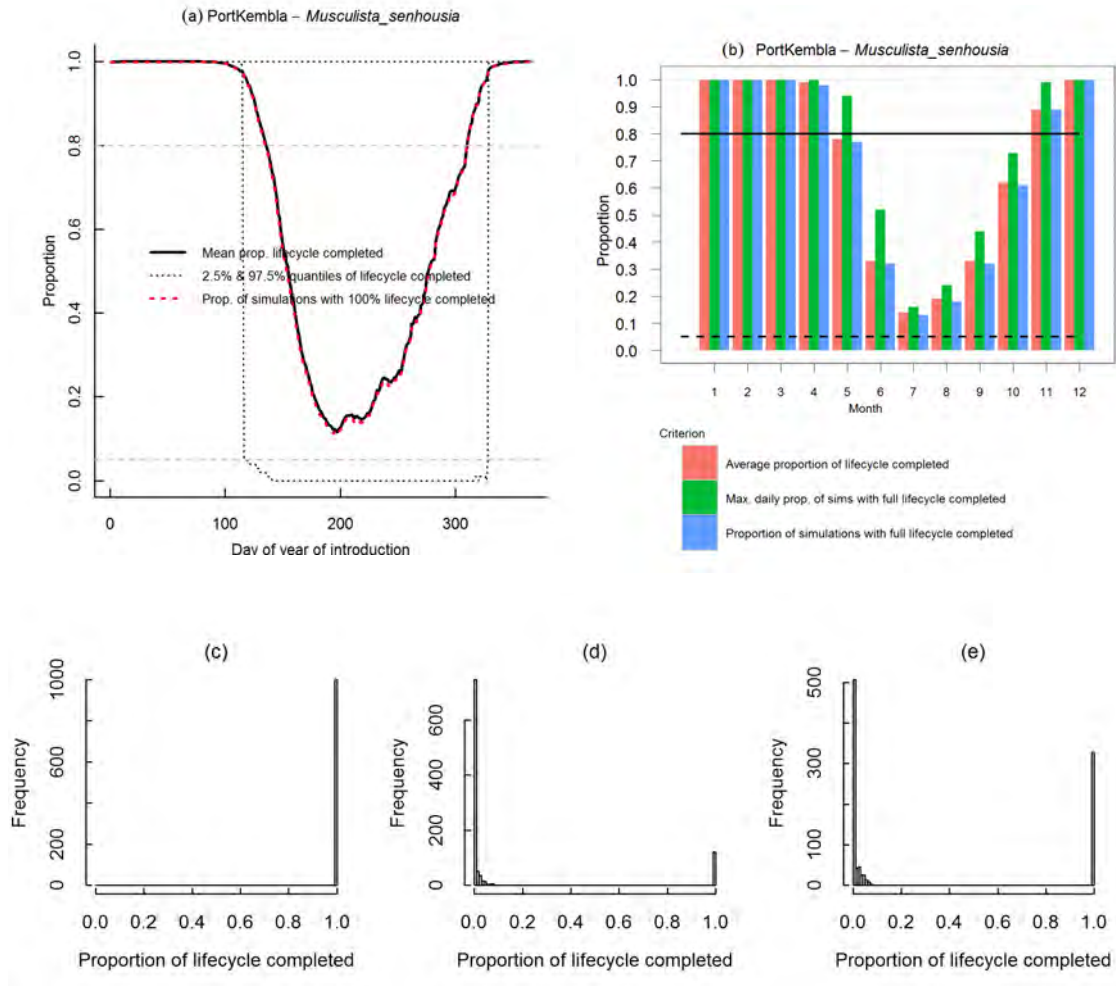 (a) PortKembla – Musculista_senhousia
Proportion
1.0
0.8
0.6
0.4
0.2
0.0
Mean prop. lifecycle completed
2.5% & 97.5% quantiles of lifecycle completed
Prop. of simulations with 100% lifecycle completed
0 100 200 300
Day of year of introduction
(b) PortKembla – Musculista_senhousia
Proportion
1.0
0.9
0.8
0.7
0.6
0.5
0.4
0.3
0.2
0.1
0.0
1 2 3 4 5 6 7 8 9 10 11 12
Month
Criterion
Average proportion of lifecycle completed
Max. daily prop. of sims with full lifecycle completed
Proportion of simulations with full lifecycle completed
(c)
Frequency
1000
600
200
0
0.0 0.2 0.4 0.6 0.8 1.0
Proportion of lifecycle completed
(d)
Frequency
600
200
0
0.0 0.2 0.4 0.6 0.8 1.0
Proportion of lifecycle completed
(e)
Frequency
500
300
100
0
0.0 0.2 0.4 0.6 0.8 1.0
Proportion of lifecycle completed